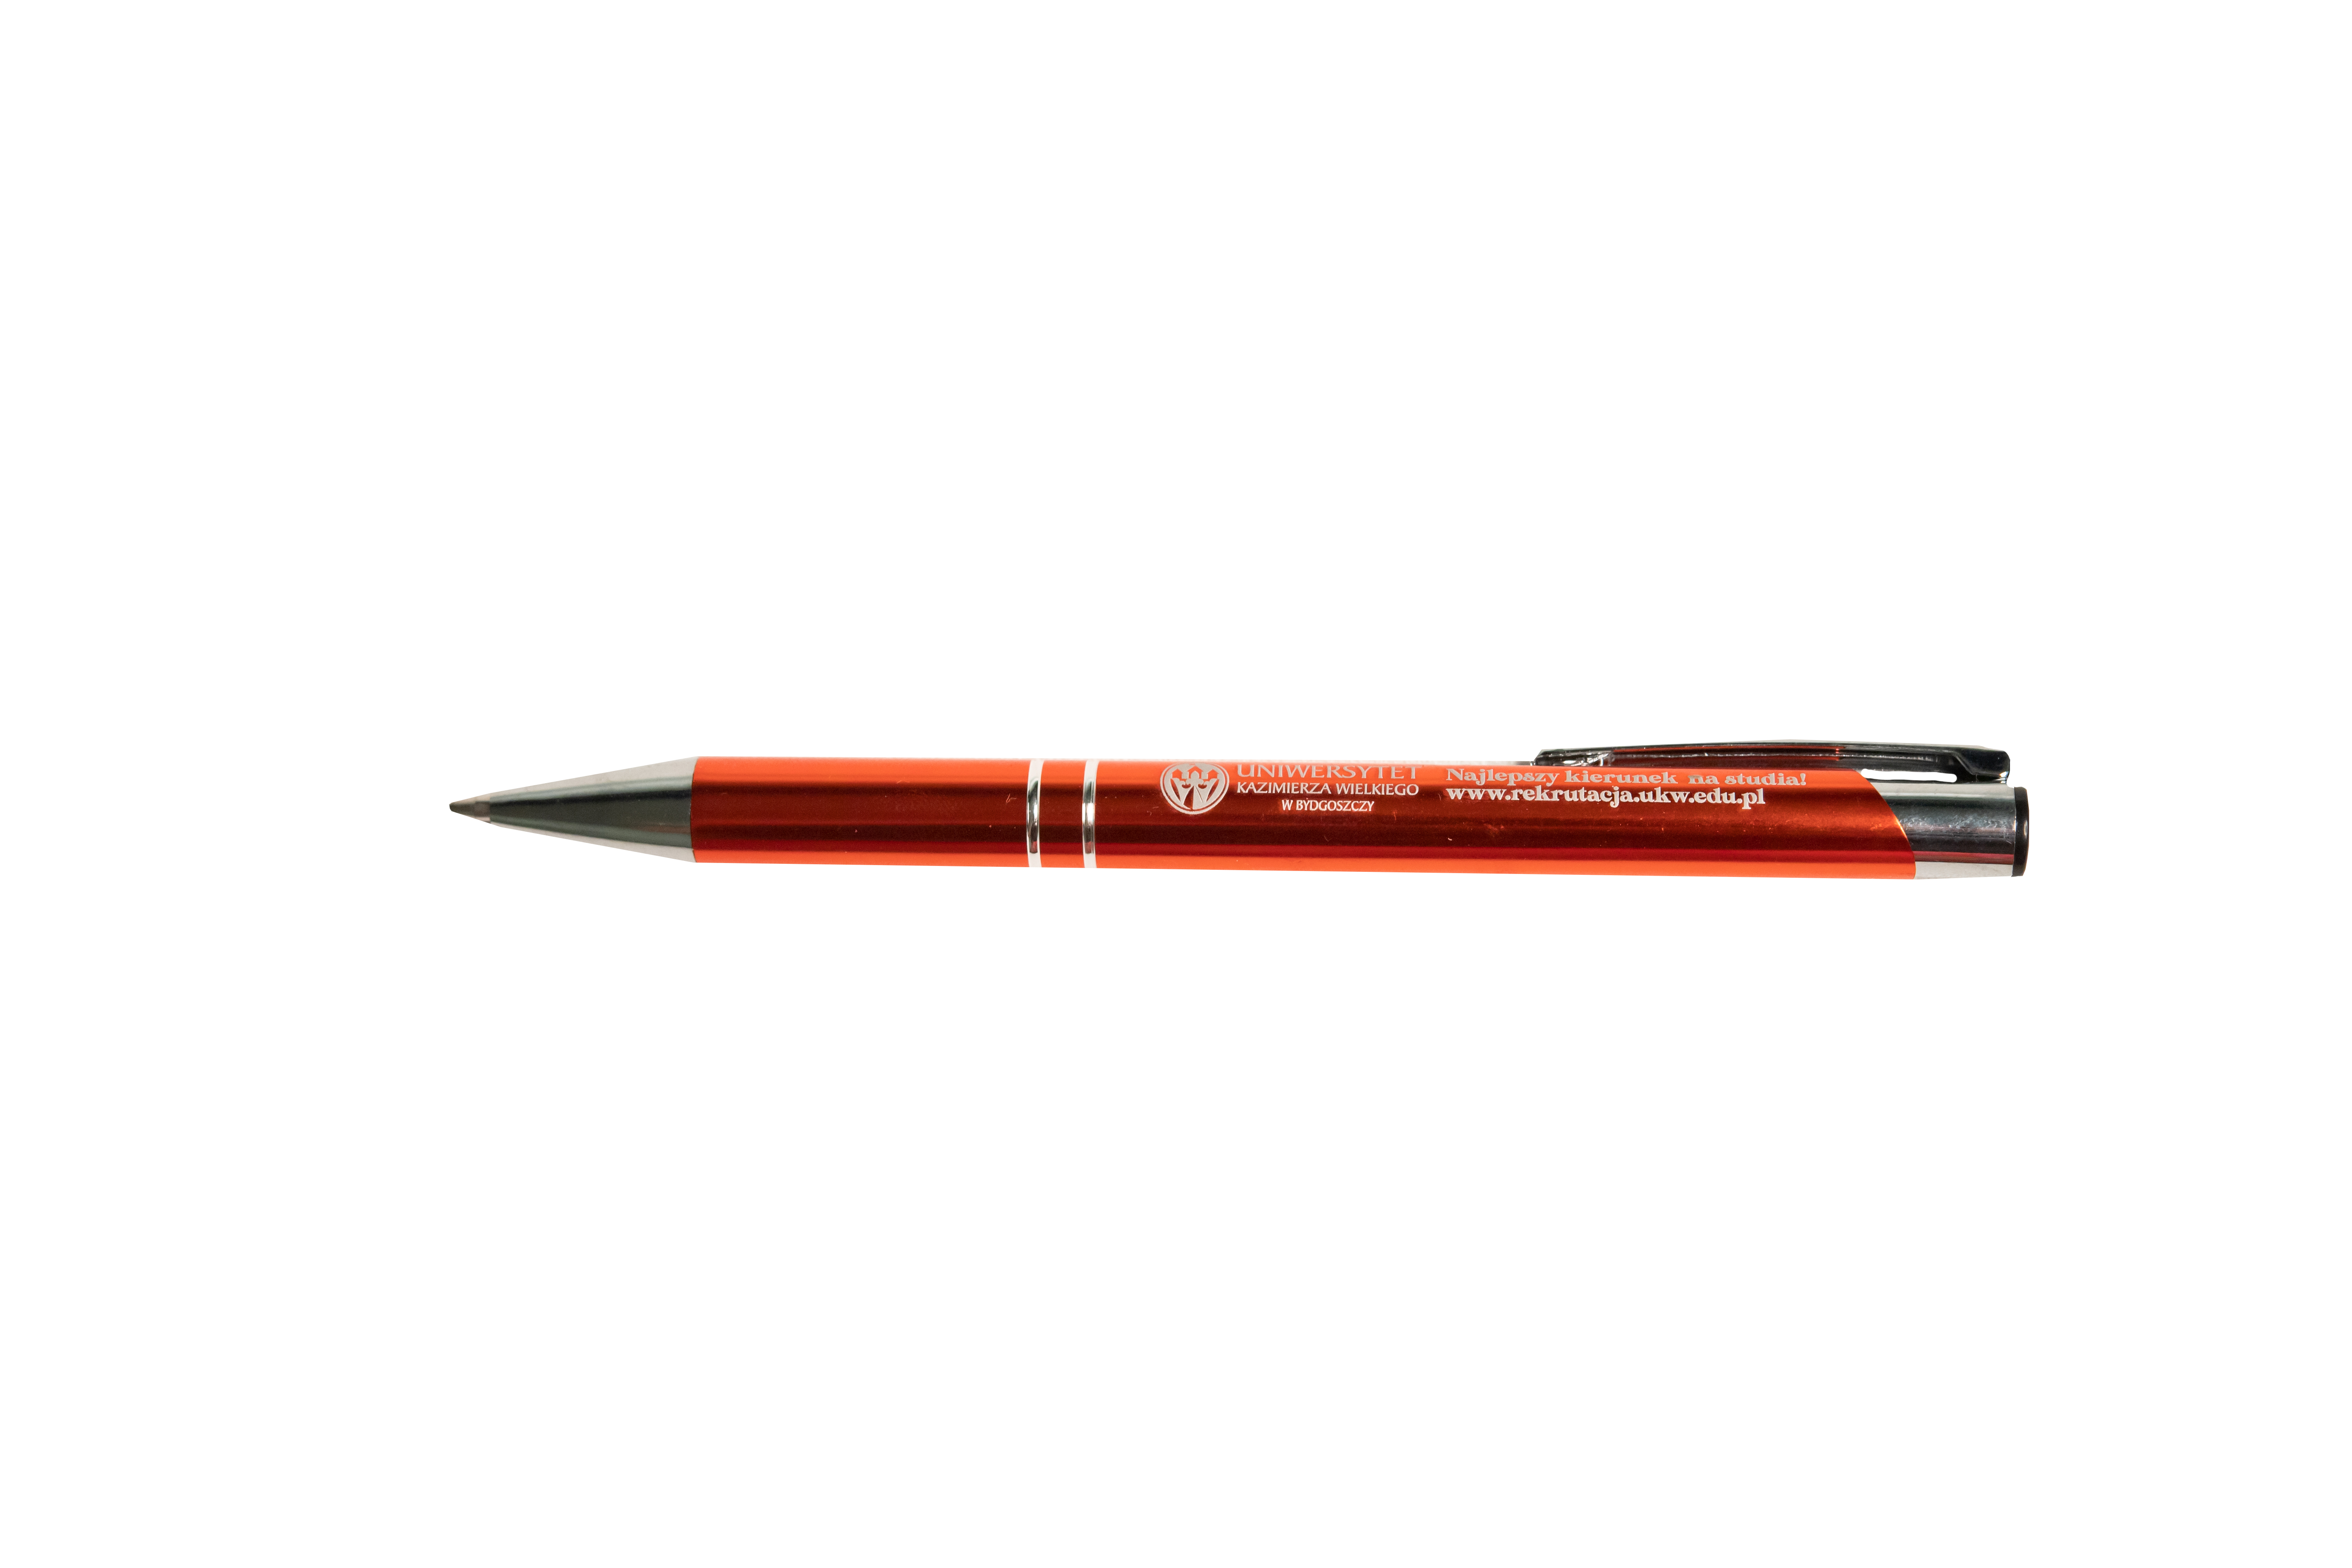 UNIWERSYTET
KAZIMIERZA WIELKIEGO
W BYDGOSZCZY
Najlepszy kierunek na studia!
www.rekrutacja.ukw.edu.pl